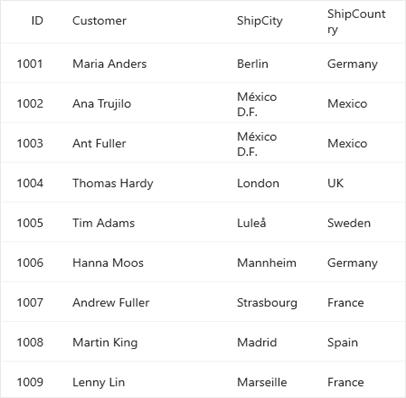 ID Customer ShipCity ShipCount
ry
1001 Maria Anders Berlin Germany
1002 Ana Trujilo México
D.F. Mexico
1003 Ant Fuller México
D.F. Mexico
1004 Thomas Hardy London UK
1005 Tim Adams Luleå Sweden
1006 Hanna Moos Mannheim Germany
1007 Andrew Fuller Strasbourg France
1008 Martin King Madrid Spain
1009 Lenny Lin Marseille France